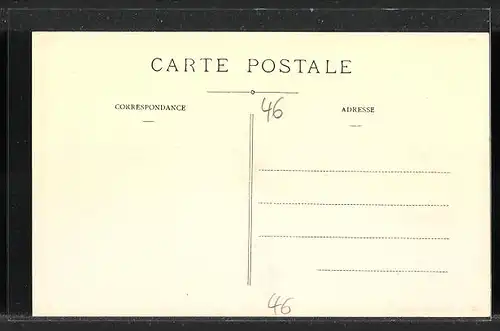 CARTE POSTALE
46
CORRESPONDANCE
ADRESSE
46